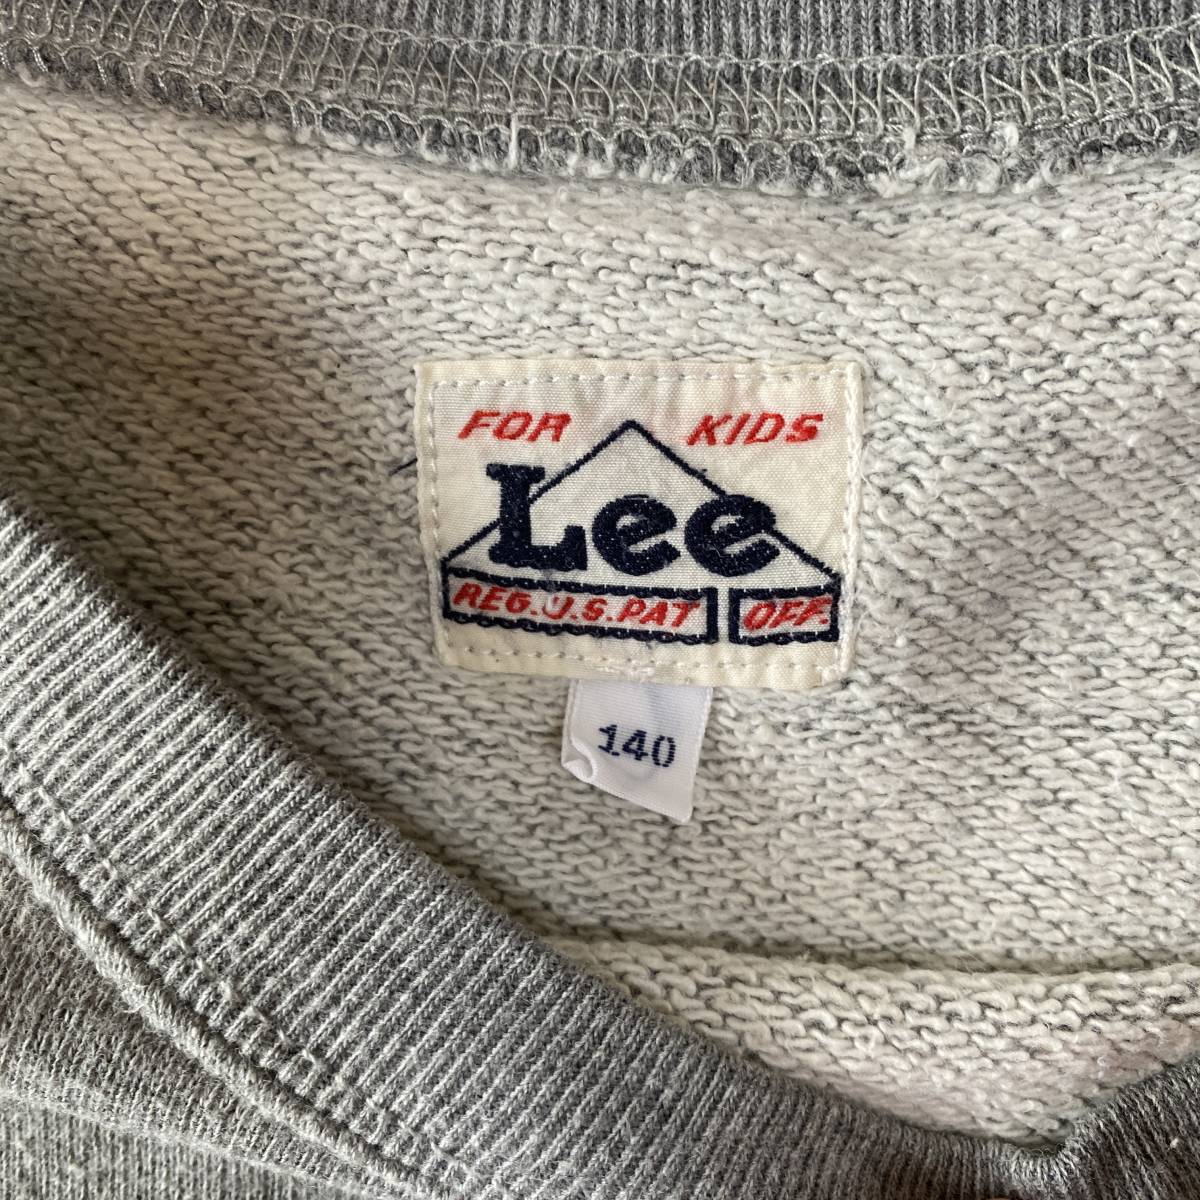 FOR KIDS
Lee
REG.U.S.PAT OFF.
140